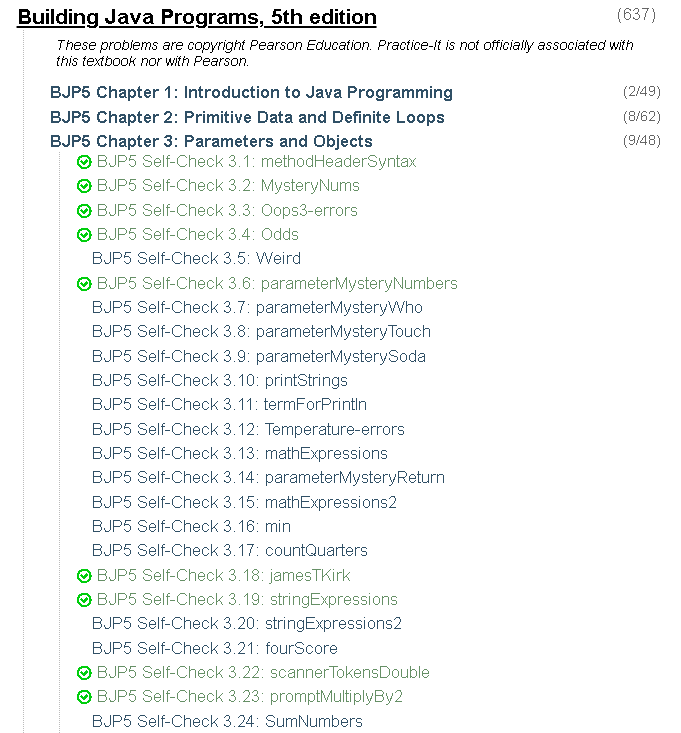 Building Java Programs, 5th edition (637)
These problems are copyright Pearson Education. Practice-It is not officially associated with
this textbook nor with Pearson.
BJP5 Chapter 1: Introduction to Java Programming (2/49)
BJP5 Chapter 2: Primitive Data and Definite Loops (8/62)
BJP5 Chapter 3: Parameters and Objects (9/48)
BJP5 Self-Check 3.1: methodHeaderSyntax
BJP5 Self-Check 3.2: MysteryNums
BJP5 Self-Check 3.3: Oops3-errors
BJP5 Self-Check 3.4: Odds
BJP5 Self-Check 3.5: Weird
BJP5 Self-Check 3.6: parameterMysteryNumbers
BJP5 Self-Check 3.7: parameterMysteryWho
BJP5 Self-Check 3.8: parameterMysteryTouch
BJP5 Self-Check 3.9: parameterMysterySoda
BJP5 Self-Check 3.10: printStrings
BJP5 Self-Check 3.11: termForPrintln
BJP5 Self-Check 3.12: Temperature-errors
BJP5 Self-Check 3.13: mathExpressions
BJP5 Self-Check 3.14: parameterMysteryReturn
BJP5 Self-Check 3.15: mathExpressions2
BJP5 Self-Check 3.16: min
BJP5 Self-Check 3.17: countQuarters
BJP5 Self-Check 3.18: jamesTKirk
BJP5 Self-Check 3.19: stringExpressions
BJP5 Self-Check 3.20: stringExpressions2
BJP5 Self-Check 3.21: fourScore
BJP5 Self-Check 3.22: scannerTokensDouble
BJP5 Self-Check 3.23: promptMultiplyBy2
BJP5 Self-Check 3.24: SumNumbers